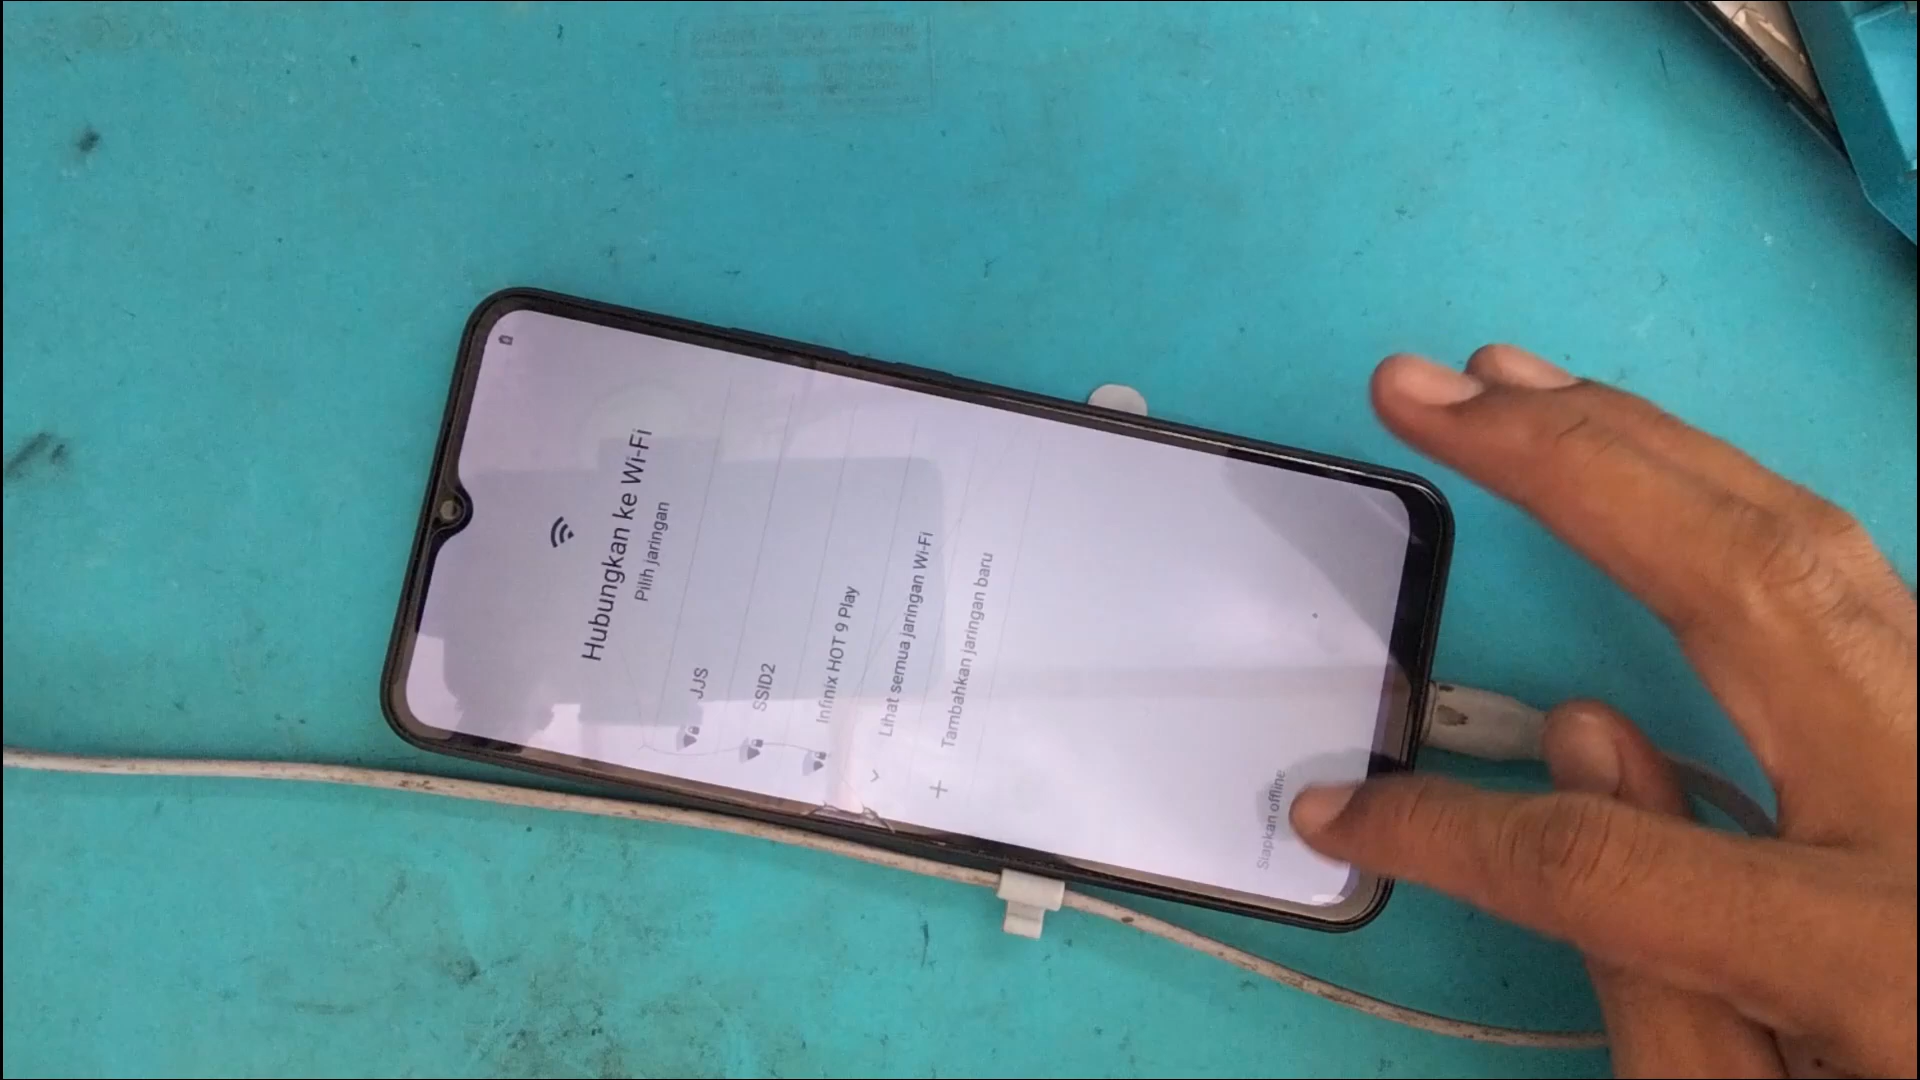 Hubungkan ke Wi-Fi
Pilih jaringan
JJS
SSID2
Infinix HOT 9 Play
Lihat semua jaringan Wi-Fi
Tambahkan jaringan baru
Siapkan offline